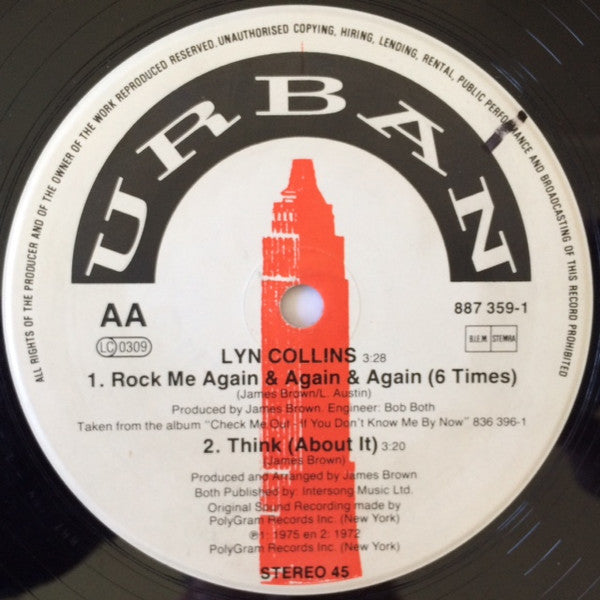 ALL RIGHTS OF THE PRODUCER AND OF THE OWNER OF THE WORK REPRODUCED RESERVED. UNAUTHORISED COPYING, HIRING, LENDING, RENTAL, PUBLIC PERFORMANCE AND BROADCASTING OF THIS RECORD PROHIBITED
URBAN
AA
887 359-1
LC 0309
B.I.E.M STEMRA
LYN COLLINS 3:28
1. Rock Me Again & Again & Again (6 Times)
(James Brown/L. Austin)
Produced by James Brown. Engineer: Bob Both
Taken from the album "Check Me Out - If You Don't Know Me By Now" 836 396-1
2. Think (About It) 3:20
(James Brown)
Produced and Arranged by James Brown
Both Published by: Intersong Music Ltd.
Original Sound Recording made by
PolyGram Records Inc. (New York)
℗1: 1975 en 2: 1972
PolyGram Records Inc. (New York)
STEREO 45